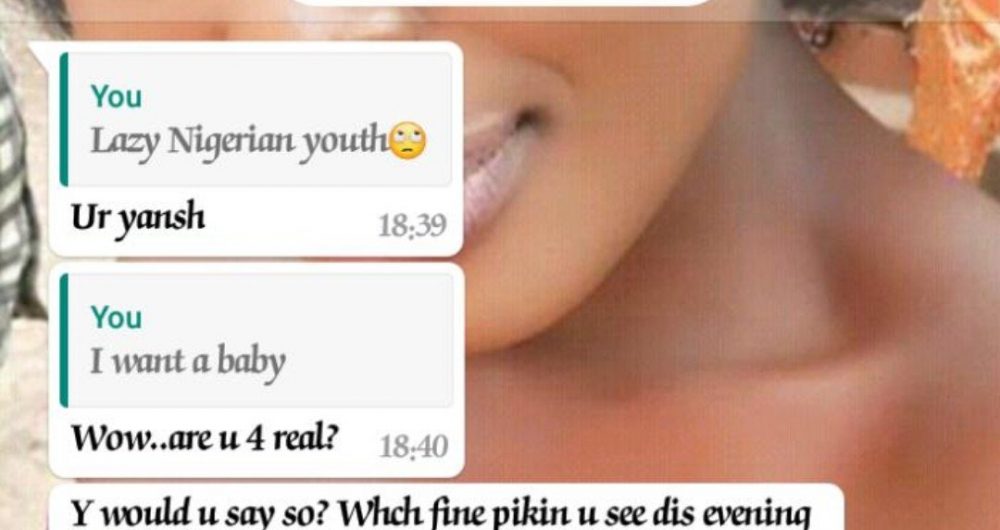 You
Lazy Nigerian youth🙄
Ur yansh
18:39
You
I want a baby
Wow..are u 4 real?
18:40
Y would u say so? Whch fine pikin u see dis evening